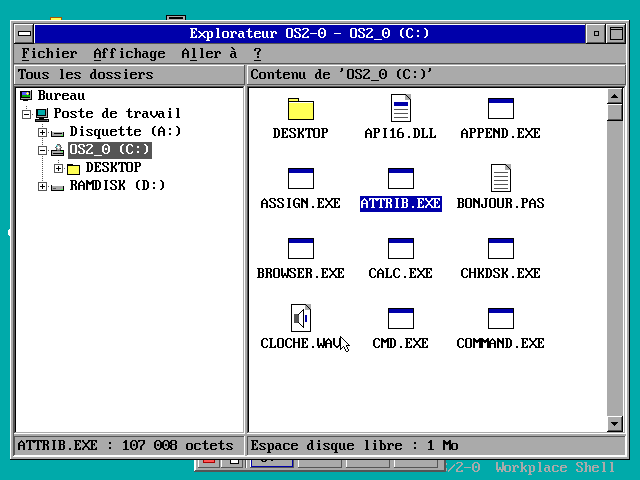 Explorateur OS2-0 - OS2_0 (C:)
Fichier Affichage Aller à ?
Tous les dossiers
Contenu de 'OS2_0 (C:)'
Bureau
Poste de travail
Disquette (A:)
OS2_0 (C:)
DESKTOP
RAMDISK (D:)
DESKTOP API16.DLL APPEND.EXE
ASSIGN.EXE ATTRIB.EXE BONJOUR.PAS
BROWSER.EXE CALC.EXE CHKDSK.EXE
CLOCHE.WAV CMD.EXE COMMAND.EXE
ATTRIB.EXE : 107 008 octets
Espace disque libre : 1 Mo
/2-0 Workplace Shell